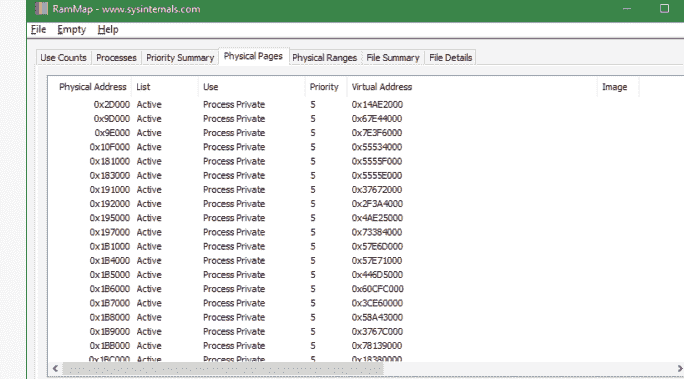 RamMap - www.sysinternals.com
File Empty Help
Use Counts Processes Priority Summary Physical Pages Physical Ranges File Summary File Details
Physical Address List Use Priority Virtual Address Image
0x2D000 Active Process Private 5 0x14AE2000
0x9D000 Active Process Private 5 0x67E44000
0x9E000 Active Process Private 5 0x7E3F6000
0x10F000 Active Process Private 5 0x55534000
0x181000 Active Process Private 5 0x5555F000
0x183000 Active Process Private 5 0x5555E000
0x191000 Active Process Private 5 0x37672000
0x192000 Active Process Private 5 0x2F3A4000
0x195000 Active Process Private 5 0x4AE25000
0x197000 Active Process Private 5 0x73384000
0x1B1000 Active Process Private 5 0x57E6D000
0x1B4000 Active Process Private 5 0x57E71000
0x1B5000 Active Process Private 5 0x446D5000
0x1B6000 Active Process Private 5 0x60CFC000
0x1B7000 Active Process Private 5 0x3CE60000
0x1B8000 Active Process Private 5 0x58A43000
0x1B9000 Active Process Private 5 0x3767C000
0x1BB000 Active Process Private 5 0x78139000
0x1BC000 Active Process Private 5 0x18380000